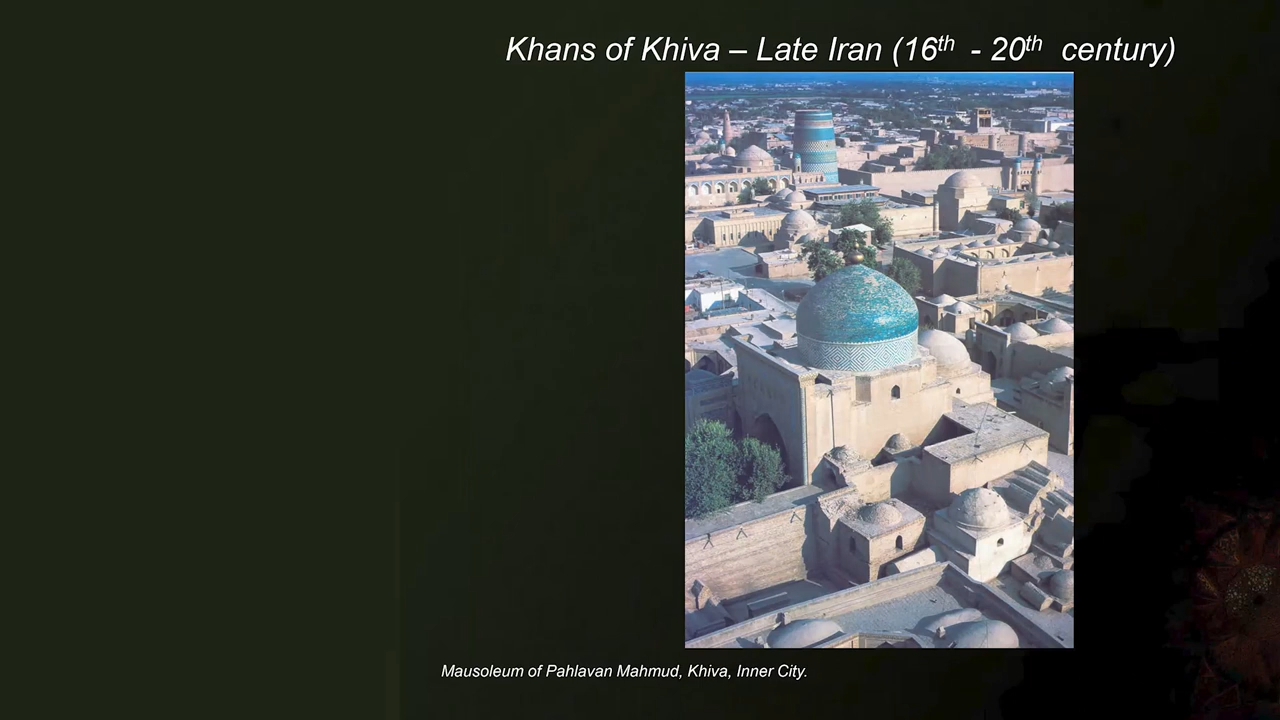 Khans of Khiva – Late Iran (16th - 20th century)
Mausoleum of Pahlavan Mahmud, Khiva, Inner City.